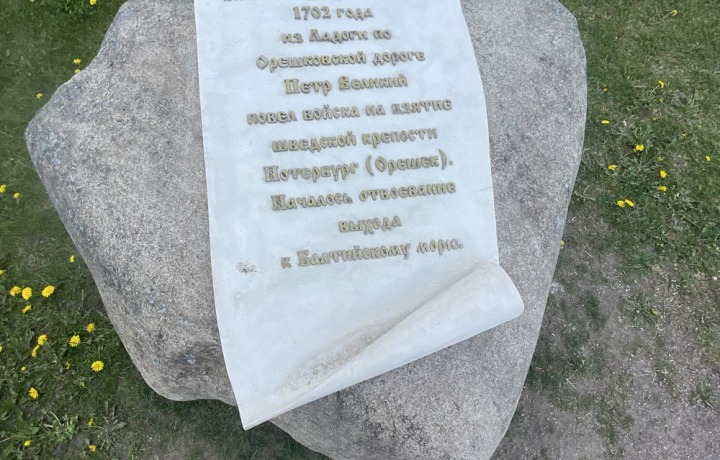 1702 года
из Ладоги по
Орешковской дороге
Петр Великий
повел войска на взятие
шведской крепости
Нотербург (Орешек).
Началось отвоевание
выхода
к Балтийскому морю.